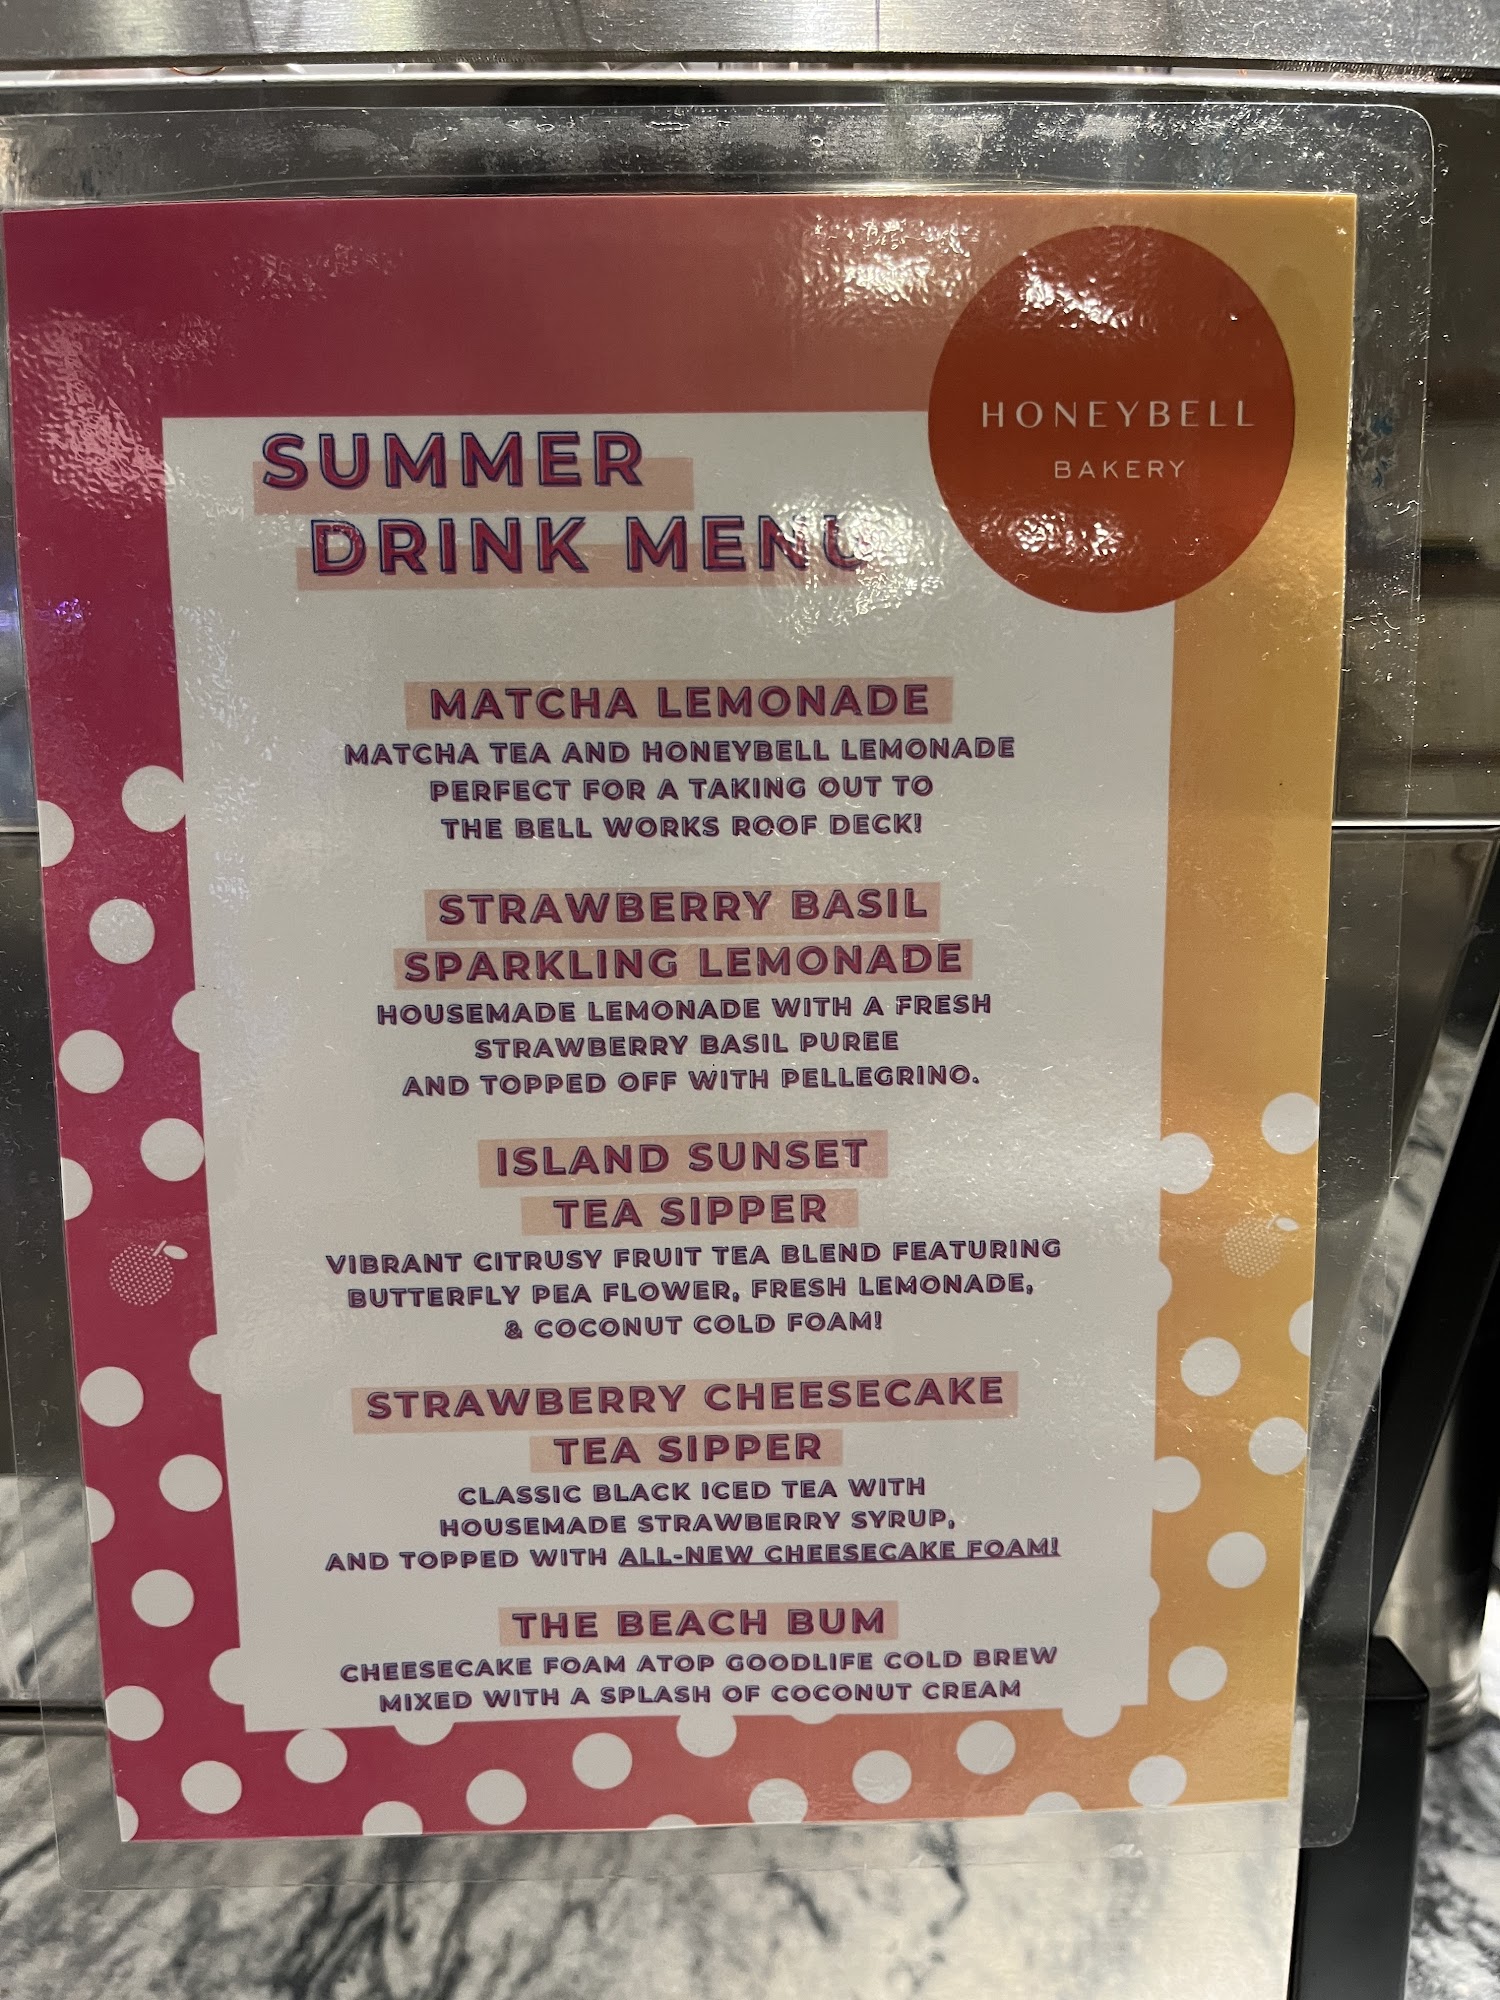 HONEYBELL
BAKERY
SUMMER
DRINK MENU
MATCHA LEMONADE
MATCHA TEA AND HONEYBELL LEMONADE
PERFECT FOR A TAKING OUT TO
THE BELL WORKS ROOF DECK!
STRAWBERRY BASIL
SPARKLING LEMONADE
HOUSEMADE LEMONADE WITH A FRESH
STRAWBERRY BASIL PUREE
AND TOPPED OFF WITH PELLEGRINO.
ISLAND SUNSET
TEA SIPPER
VIBRANT CITRUSY FRUIT TEA BLEND FEATURING
BUTTERFLY PEA FLOWER, FRESH LEMONADE,
& COCONUT COLD FOAM!
STRAWBERRY CHEESECAKE
TEA SIPPER
CLASSIC BLACK ICED TEA WITH
HOUSEMADE STRAWBERRY SYRUP,
AND TOPPED WITH ALL-NEW CHEESECAKE FOAM!
THE BEACH BUM
CHEESECAKE FOAM ATOP GOODLIFE COLD BREW
MIXED WITH A SPLASH OF COCONUT CREAM